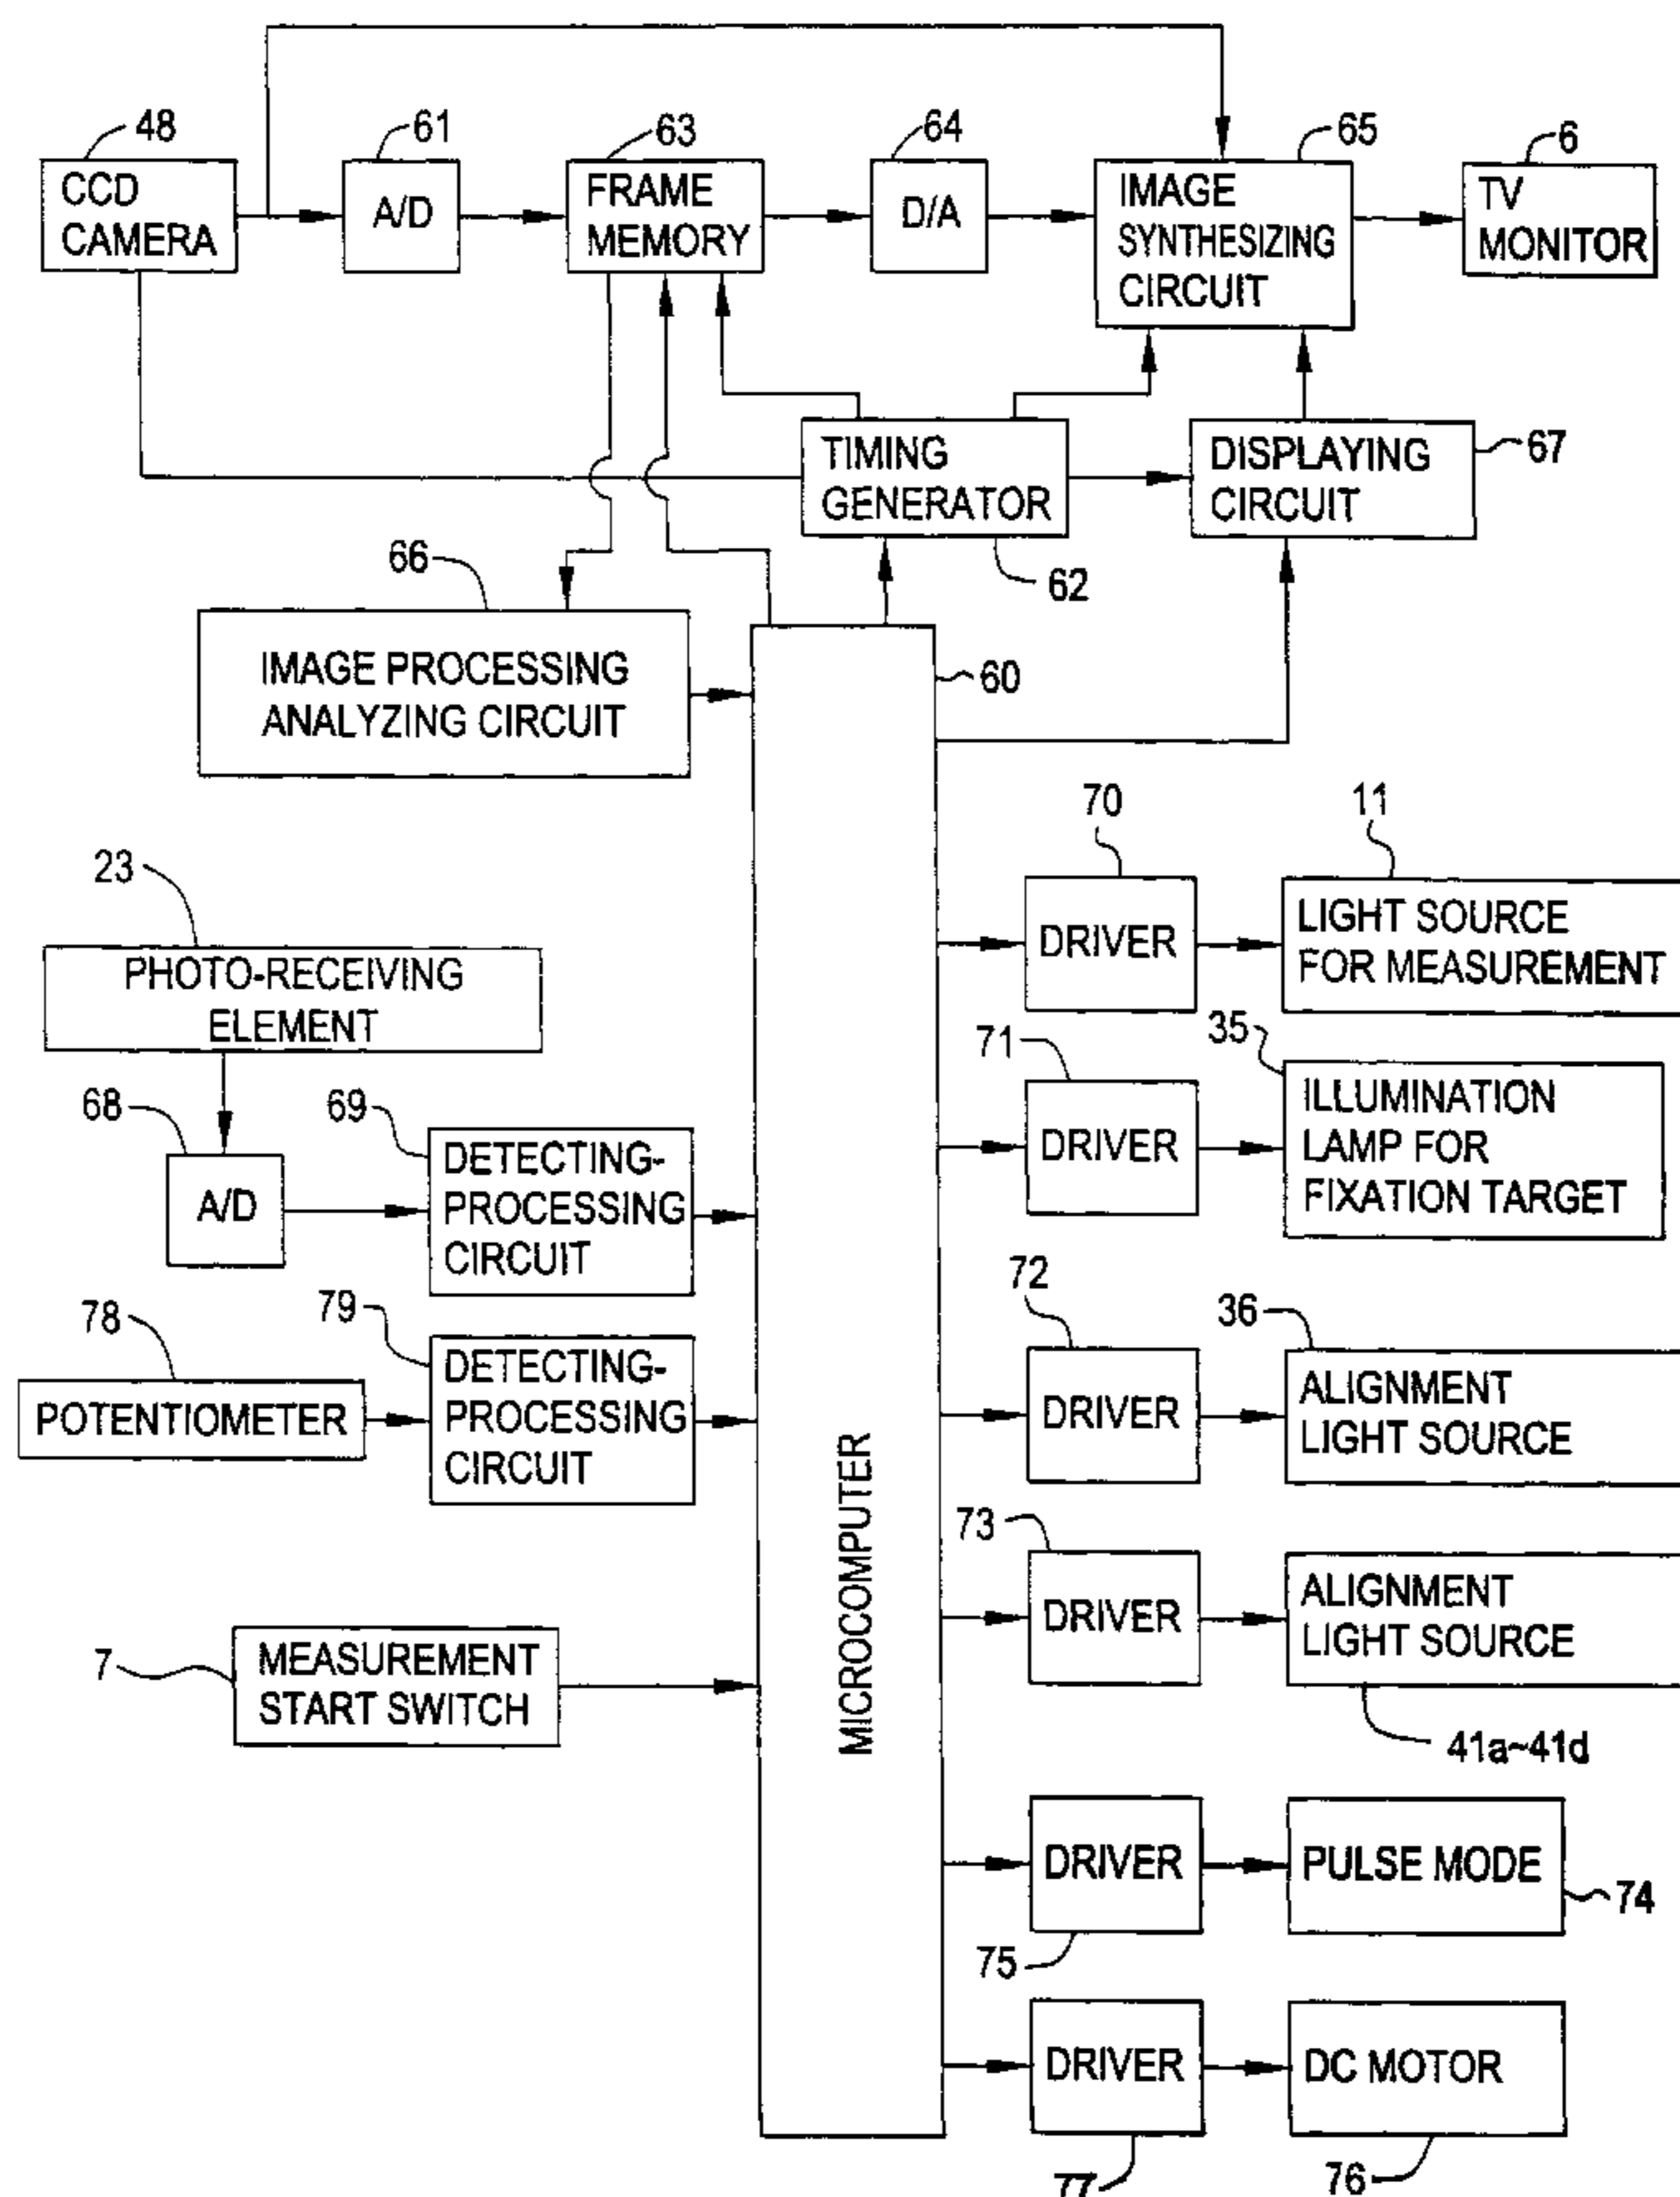 48
61
63
64
65
6
CCD
CAMERA
A/D
FRAME
MEMORY
D/A
IMAGE
SYNTHESIZING
CIRCUIT
TV
MONITOR
TIMING
GENERATOR
62
DISPLAYING
CIRCUIT
67
66
IMAGE PROCESSING
ANALYZING CIRCUIT
60
MICROCOMPUTER
23
PHOTO-RECEIVING
ELEMENT
68
A/D
69
DETECTING-
PROCESSING
CIRCUIT
78
POTENTIOMETER
79
DETECTING-
PROCESSING
CIRCUIT
7
MEASUREMENT
START SWITCH
70
DRIVER
11
LIGHT SOURCE
FOR MEASUREMENT
71
DRIVER
35
ILLUMINATION
LAMP FOR
FIXATION TARGET
72
DRIVER
36
ALIGNMENT
LIGHT SOURCE
73
DRIVER
ALIGNMENT
LIGHT SOURCE
41a~41d
DRIVER
75
PULSE MODE
74
DRIVER
77
DC MOTOR
76